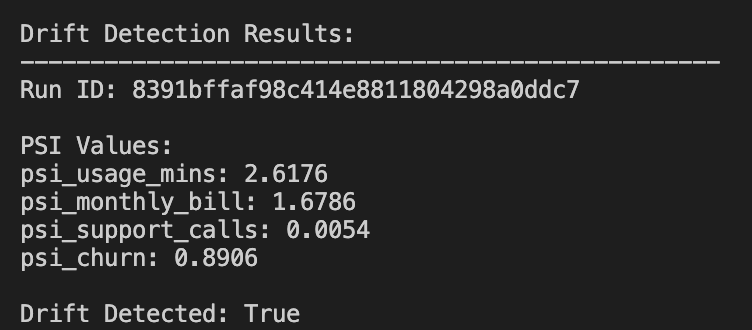 Drift Detection Results:
--------------------------------------------------
Run ID: 8391bffaf98c414e8811804298a0ddc7
PSI Values:
psi_usage_mins: 2.6176
psi_monthly_bill: 1.6786
psi_support_calls: 0.0054
psi_churn: 0.8906
Drift Detected: True